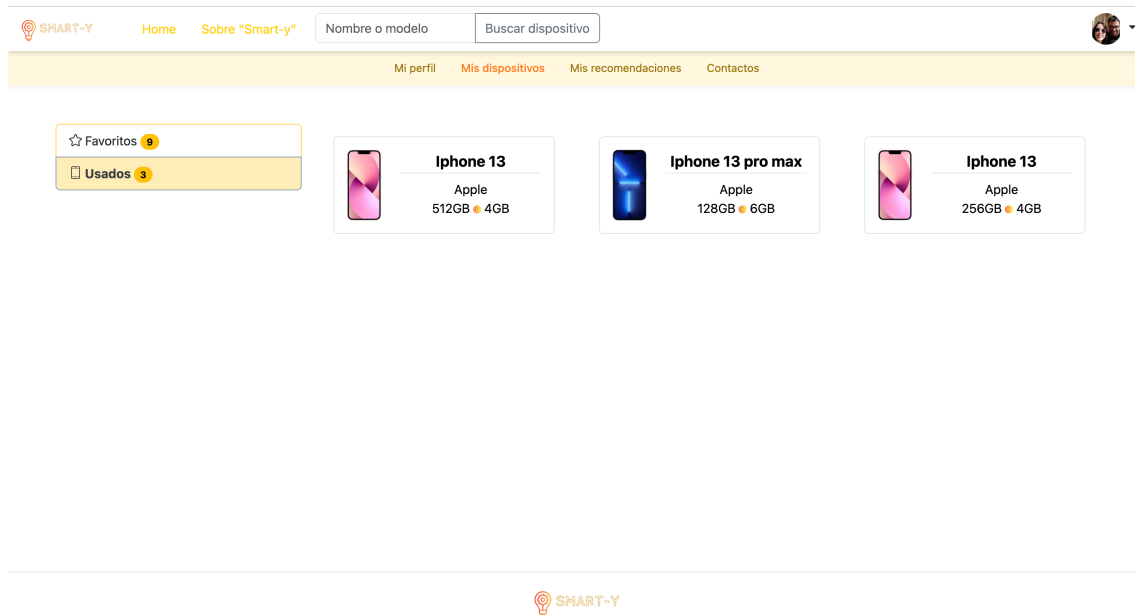 SMART-Y
Home
Sobre "Smart-y"
Nombre o modelo
Buscar dispositivo
Mi perfil
Mis dispositivos
Mis recomendaciones
Contactos
Favoritos 9
Usados 3
Iphone 13
Apple
512GB 4GB
Iphone 13 pro max
Apple
128GB 6GB
Iphone 13
Apple
256GB 4GB
SMART-Y